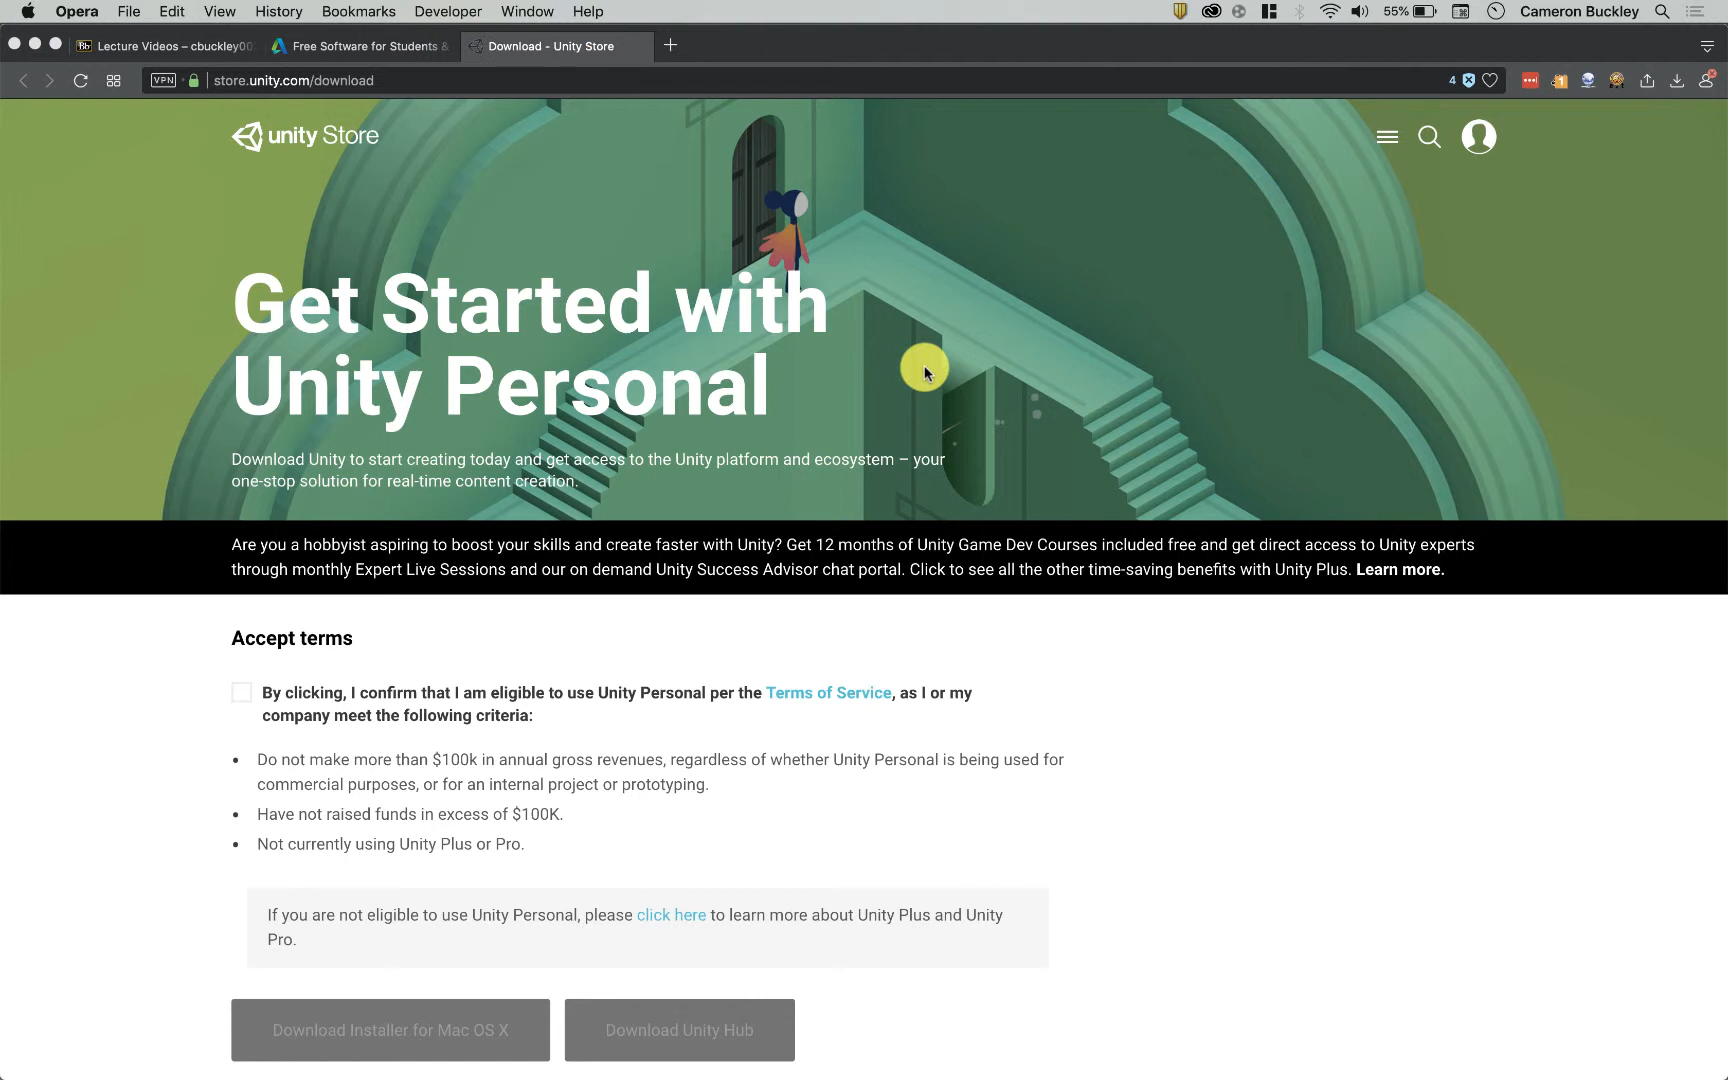 Opera File Edit View History Bookmarks Developer Window Help 55% Cameron Buckley
Lecture Videos – cbuckley00 Free Software for Students & Download - Unity Store
VPN store.unity.com/download 4 1
unity Store
Get Started with
Unity Personal
Download Unity to start creating today and get access to the Unity platform and ecosystem – your
one-stop solution for real-time content creation.
Are you a hobbyist aspiring to boost your skills and create faster with Unity? Get 12 months of Unity Game Dev Courses included free and get direct access to Unity experts
through monthly Expert Live Sessions and our on demand Unity Success Advisor chat portal. Click to see all the other time-saving benefits with Unity Plus. Learn more.
Accept terms
By clicking, I confirm that I am eligible to use Unity Personal per the Terms of Service, as I or my
company meet the following criteria:
• Do not make more than $100k in annual gross revenues, regardless of whether Unity Personal is being used for
commercial purposes, or for an internal project or prototyping.
• Have not raised funds in excess of $100K.
• Not currently using Unity Plus or Pro.
If you are not eligible to use Unity Personal, please click here to learn more about Unity Plus and Unity
Pro.
Download Installer for Mac OS X Download Unity Hub